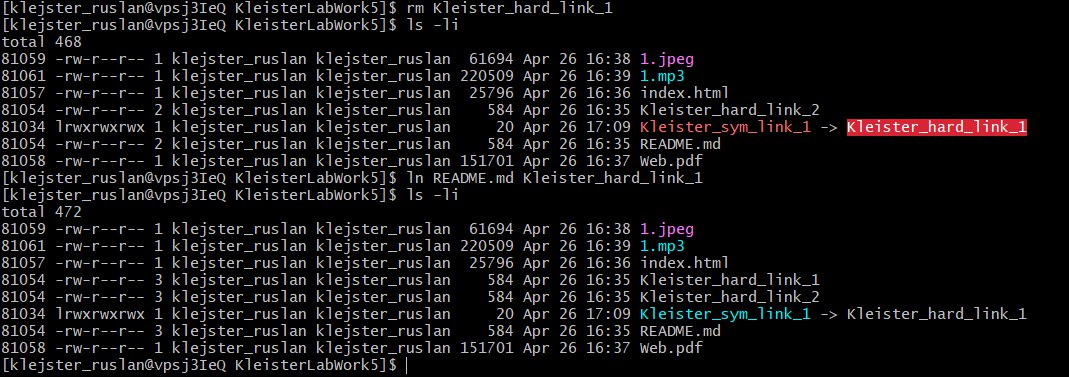 [klejster_ruslan@vpsj3IeQ KleisterLabWork5]$ rm Kleister_hard_link_1
[klejster_ruslan@vpsj3IeQ KleisterLabWork5]$ ls -li
total 468
81059 -rw-r--r-- 1 klejster_ruslan klejster_ruslan  61694 Apr 26 16:38 1.jpeg
81061 -rw-r--r-- 1 klejster_ruslan klejster_ruslan 220509 Apr 26 16:39 1.mp3
81057 -rw-r--r-- 1 klejster_ruslan klejster_ruslan  25796 Apr 26 16:36 index.html
81054 -rw-r--r-- 2 klejster_ruslan klejster_ruslan    584 Apr 26 16:35 Kleister_hard_link_2
81034 lrwxrwxrwx 1 klejster_ruslan klejster_ruslan     20 Apr 26 17:09 Kleister_sym_link_1 -> Kleister_hard_link_1
81054 -rw-r--r-- 2 klejster_ruslan klejster_ruslan    584 Apr 26 16:35 README.md
81058 -rw-r--r-- 1 klejster_ruslan klejster_ruslan 151701 Apr 26 16:37 Web.pdf
[klejster_ruslan@vpsj3IeQ KleisterLabWork5]$ ln README.md Kleister_hard_link_1
[klejster_ruslan@vpsj3IeQ KleisterLabWork5]$ ls -li
total 472
81059 -rw-r--r-- 1 klejster_ruslan klejster_ruslan  61694 Apr 26 16:38 1.jpeg
81061 -rw-r--r-- 1 klejster_ruslan klejster_ruslan 220509 Apr 26 16:39 1.mp3
81057 -rw-r--r-- 1 klejster_ruslan klejster_ruslan  25796 Apr 26 16:36 index.html
81054 -rw-r--r-- 3 klejster_ruslan klejster_ruslan    584 Apr 26 16:35 Kleister_hard_link_1
81054 -rw-r--r-- 3 klejster_ruslan klejster_ruslan    584 Apr 26 16:35 Kleister_hard_link_2
81034 lrwxrwxrwx 1 klejster_ruslan klejster_ruslan     20 Apr 26 17:09 Kleister_sym_link_1 -> Kleister_hard_link_1
81054 -rw-r--r-- 3 klejster_ruslan klejster_ruslan    584 Apr 26 16:35 README.md
81058 -rw-r--r-- 1 klejster_ruslan klejster_ruslan 151701 Apr 26 16:37 Web.pdf
[klejster_ruslan@vpsj3IeQ KleisterLabWork5]$